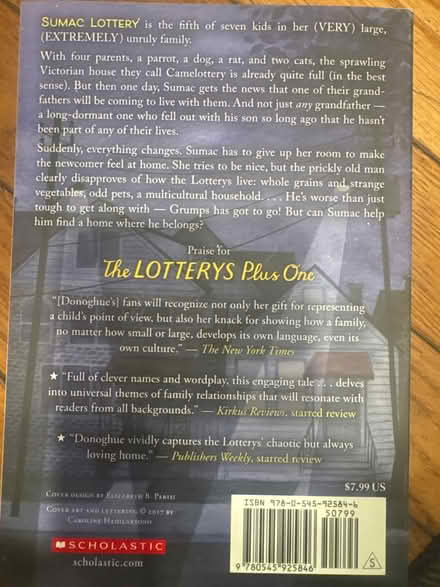 SUMAC LOTTERY is the fifth of seven kids in her (VERY) large,
(EXTREMELY) unruly family.
With four parents, a parrot, a dog, a rat, and two cats, the sprawling
Victorian house they call Camelottery is already quite full (in the best
sense). But then one day, Sumac gets the news that one of their grand-
fathers will be coming to live with them. And not just any grandfather —
a long-dormant one who fell out with his son so long ago that he hasn't
been part of any of their lives.
Suddenly, everything changes. Sumac has to give up her room to make
the newcomer feel at home. She tries to be nice, but the prickly old man
clearly disapproves of how the Lotterys live: whole grains and strange
vegetables, odd pets, a multicultural household. . . . He's worse than just
tough to get along with — Grumps has got to go! But can Sumac help
him find a home where he belongs?
Praise for
The LOTTERYS Plus One
"[Donoghue's] fans will recognize not only her gift for representing
a child's point of view, but also her knack for showing how a family,
no matter how small or large, develops its own language, even its
own culture." — The New York Times
★ "Full of clever names and wordplay, this engaging tale . . . delves
into universal themes of family relationships that will resonate with
readers from all backgrounds." — Kirkus Reviews, starred review
★ "Donoghue vividly captures the Lotterys' chaotic but always
loving home." — Publishers Weekly, starred review
$7.99 US
COVER DESIGN BY ELIZABETH B. PARISI
COVER ART AND LETTERING, © 2017 BY
CAROLINE HADILAKSONO
ISBN 978-0-545-92584-6
50799
9 780545 925846
S
SCHOLASTIC
scholastic.com